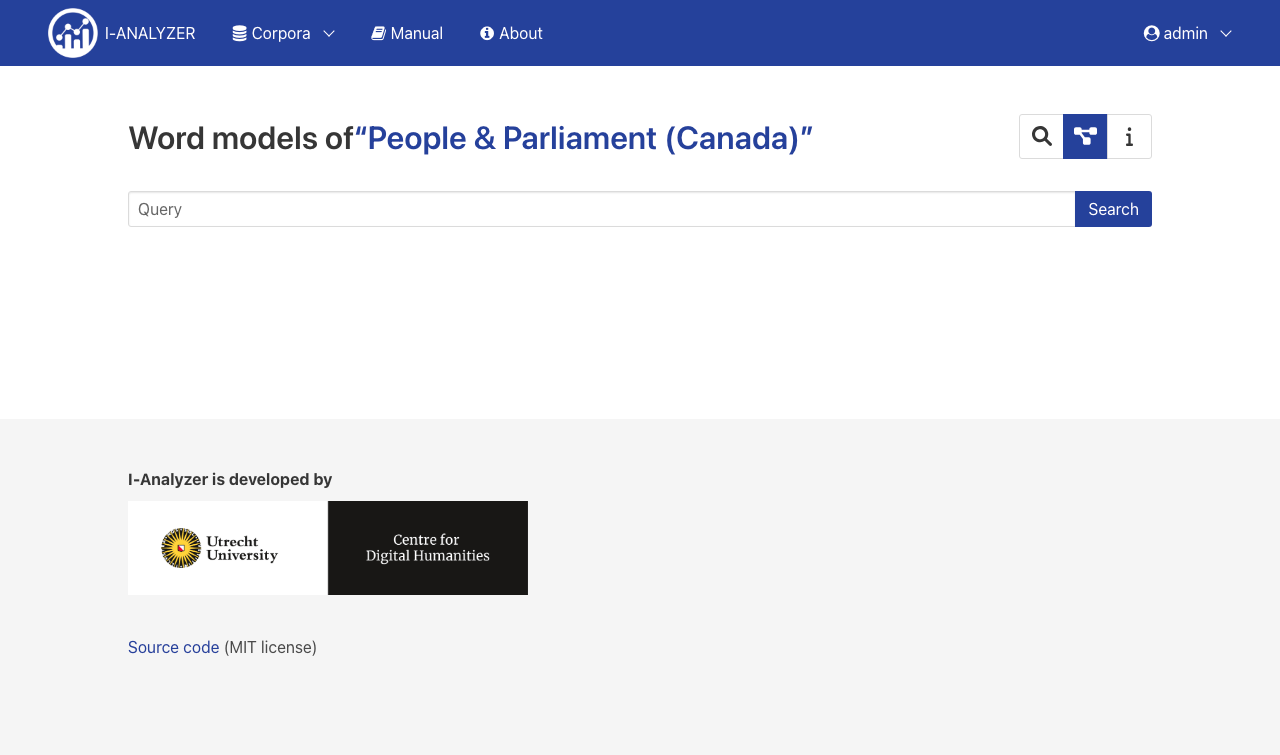 I-ANALYZER
Corpora
Manual
About
admin
Word models of“People & Parliament (Canada)”
Query
Search
I-Analyzer is developed by
Utrecht
University
Centre for
Digital Humanities
Source code (MIT license)